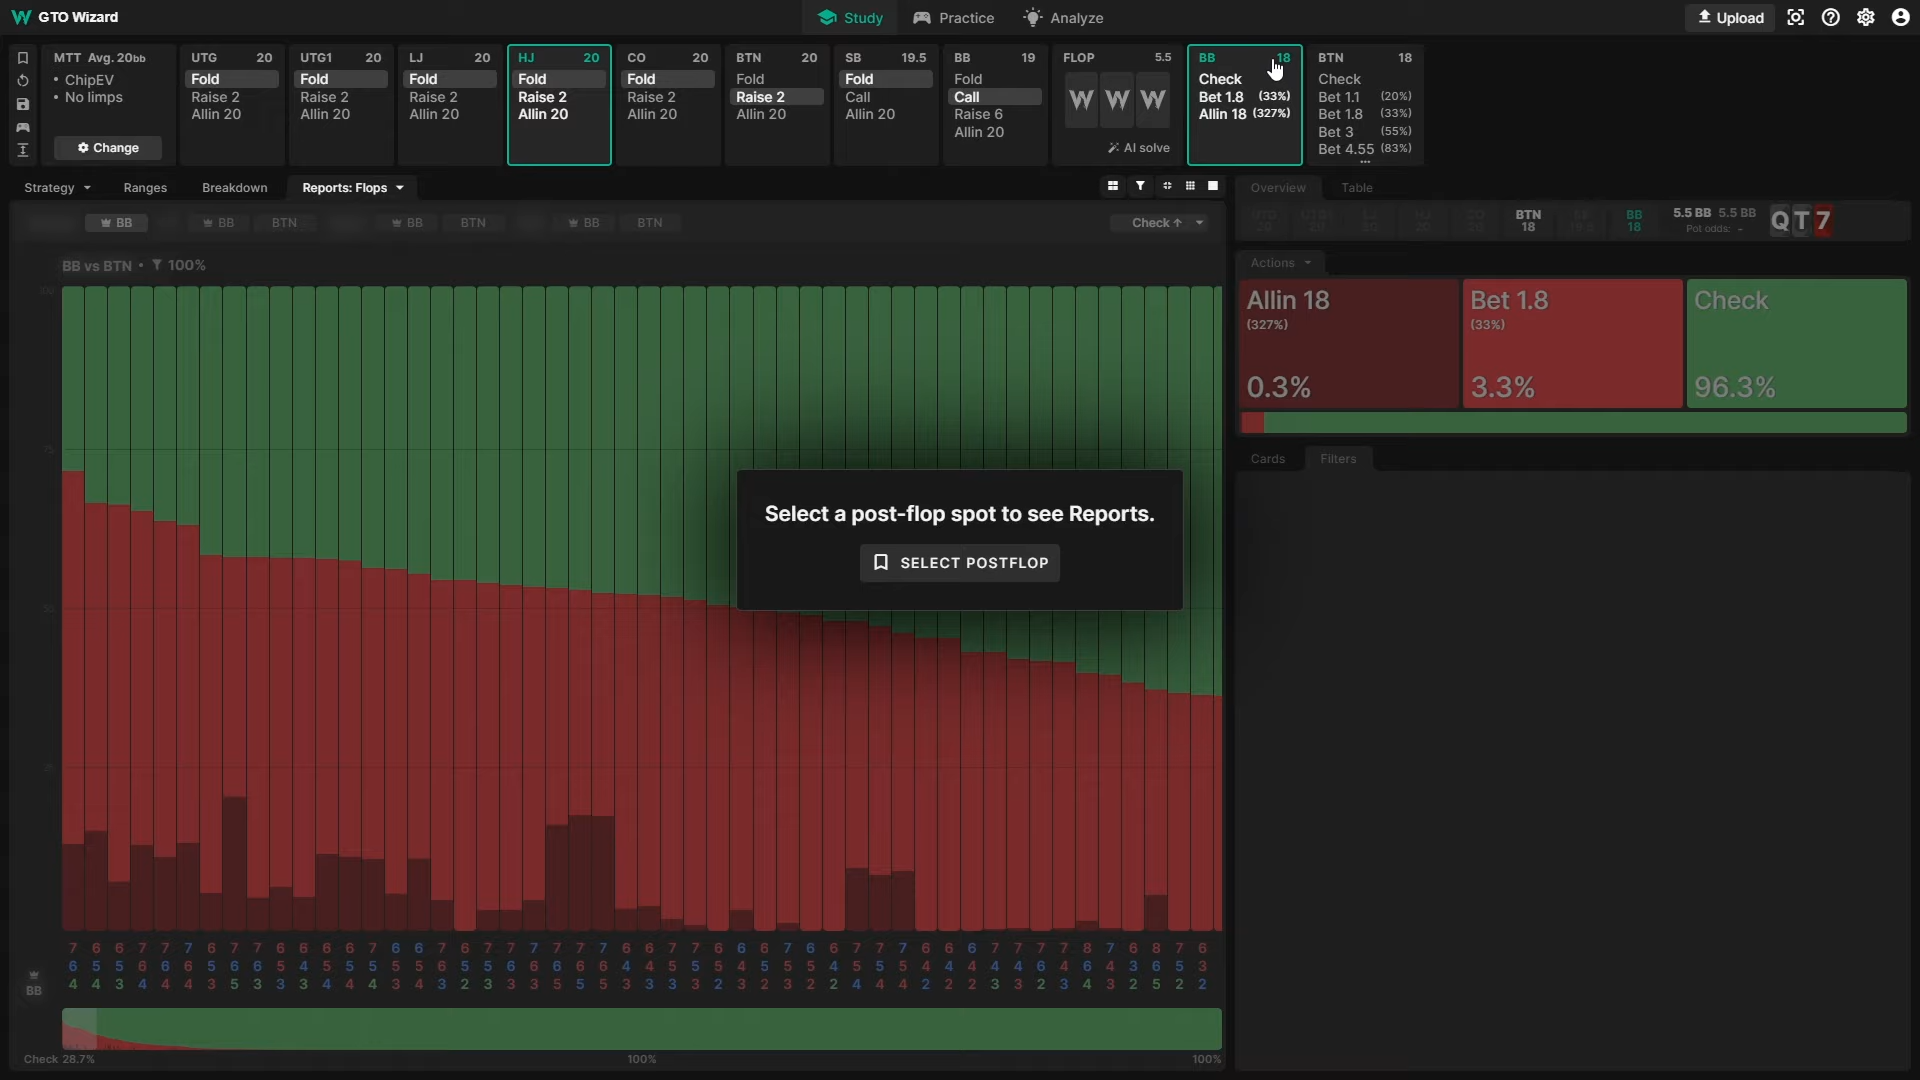 GTO Wizard
Study
Practice
Analyze
Upload
MTT Avg. 20bb
• ChipEV
• No limps
Change
UTG 20
Fold
Raise 2
Allin 20
UTG1 20
Fold
Raise 2
Allin 20
LJ 20
Fold
Raise 2
Allin 20
HJ 20
Fold
Raise 2
Allin 20
CO 20
Fold
Raise 2
Allin 20
BTN 20
Fold
Raise 2
Allin 20
SB 19.5
Fold
Call
Allin 20
BB 19
Fold
Call
Raise 6
Allin 20
FLOP 5.5
AI solve
BB 18
Check
Bet 1.8 (33%)
Allin 18 (327%)
BTN 18
Check
Bet 1.1 (20%)
Bet 1.8 (33%)
Bet 3 (55%)
Bet 4.55 (83%)
Strategy
Ranges
Breakdown
Reports: Flops
BB
BB BTN
BB BTN
BB BTN
Check ↑
BB vs BTN • 100%
Select a post-flop spot to see Reports.
SELECT POSTFLOP
BB
Check 28.7%
100%
100%
Overview
Table
BTN
18
BB
18
5.5 BB 5.5 BB
Pot odds: -
Q T 7
Actions
Allin 18
(327%)
0.3%
Bet 1.8
(33%)
3.3%
Check
96.3%
Cards
Filters